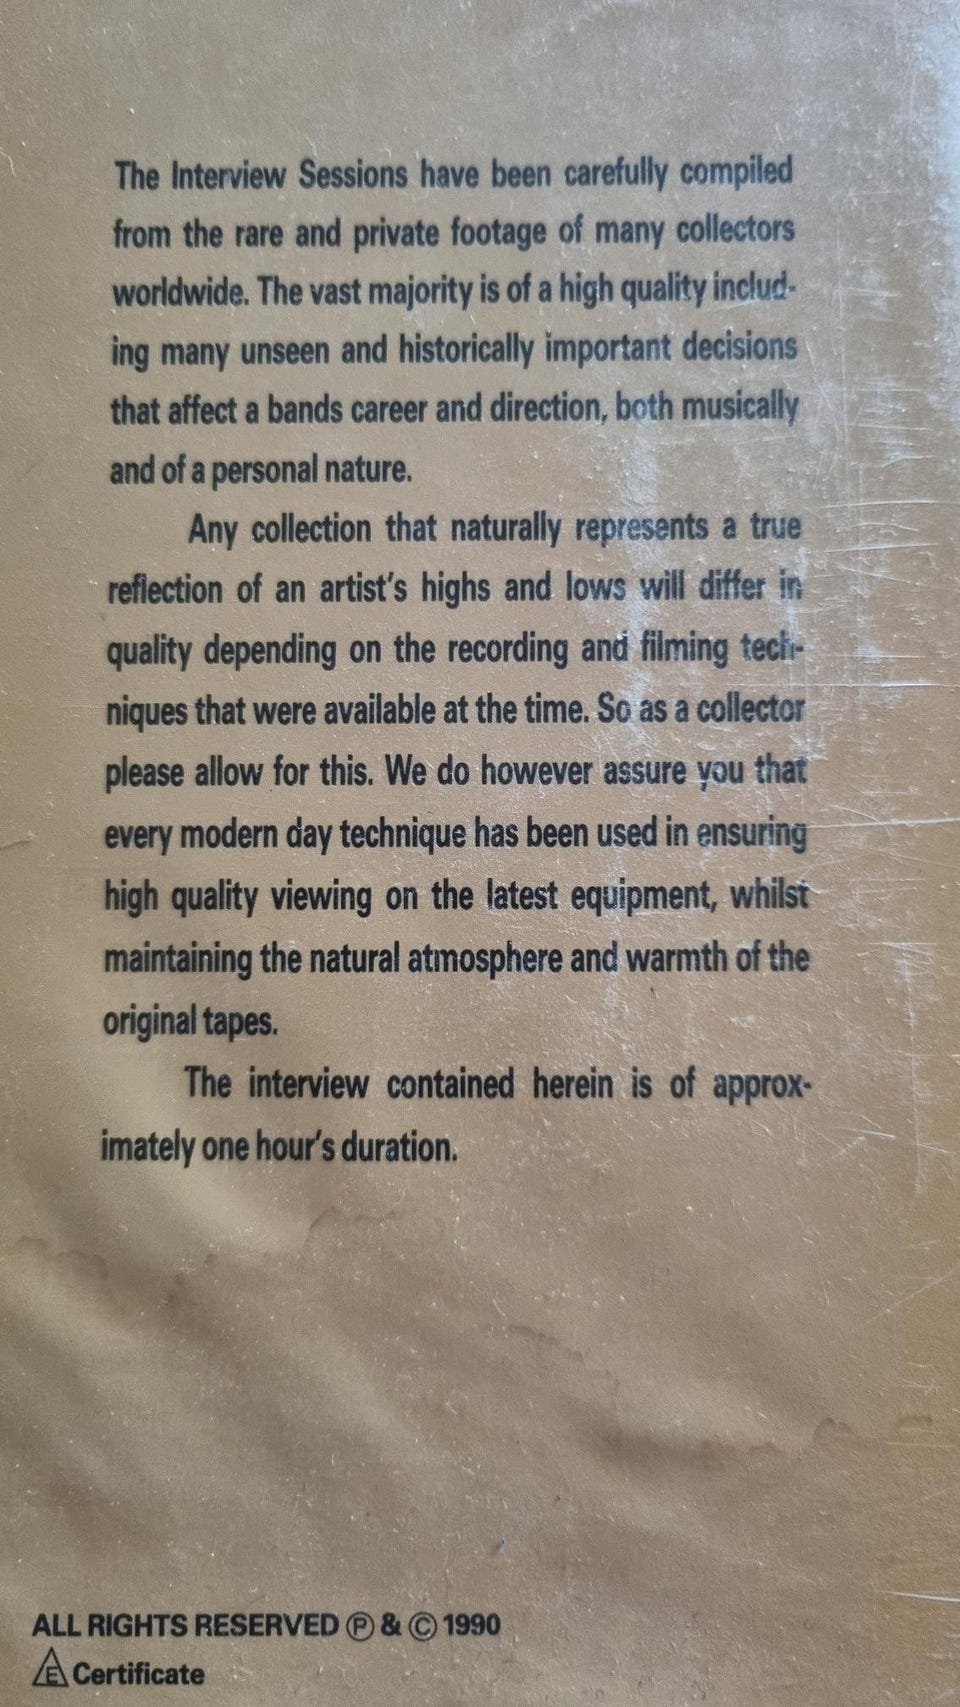 The Interview Sessions have been carefully compiled
from the rare and private footage of many collectors
worldwide. The vast majority is of a high quality includ-
ing many unseen and historically important decisions
that affect a bands career and direction, both musically
and of a personal nature.
Any collection that naturally represents a true
reflection of an artist's highs and lows will differ in
quality depending on the recording and filming tech-
niques that were available at the time. So as a collector
please allow for this. We do however assure you that
every modern day technique has been used in ensuring
high quality viewing on the latest equipment, whilst
maintaining the natural atmosphere and warmth of the
original tapes.
The interview contained herein is of approx-
imately one hour's duration.
ALL RIGHTS RESERVED Ⓟ & © 1990
E Certificate